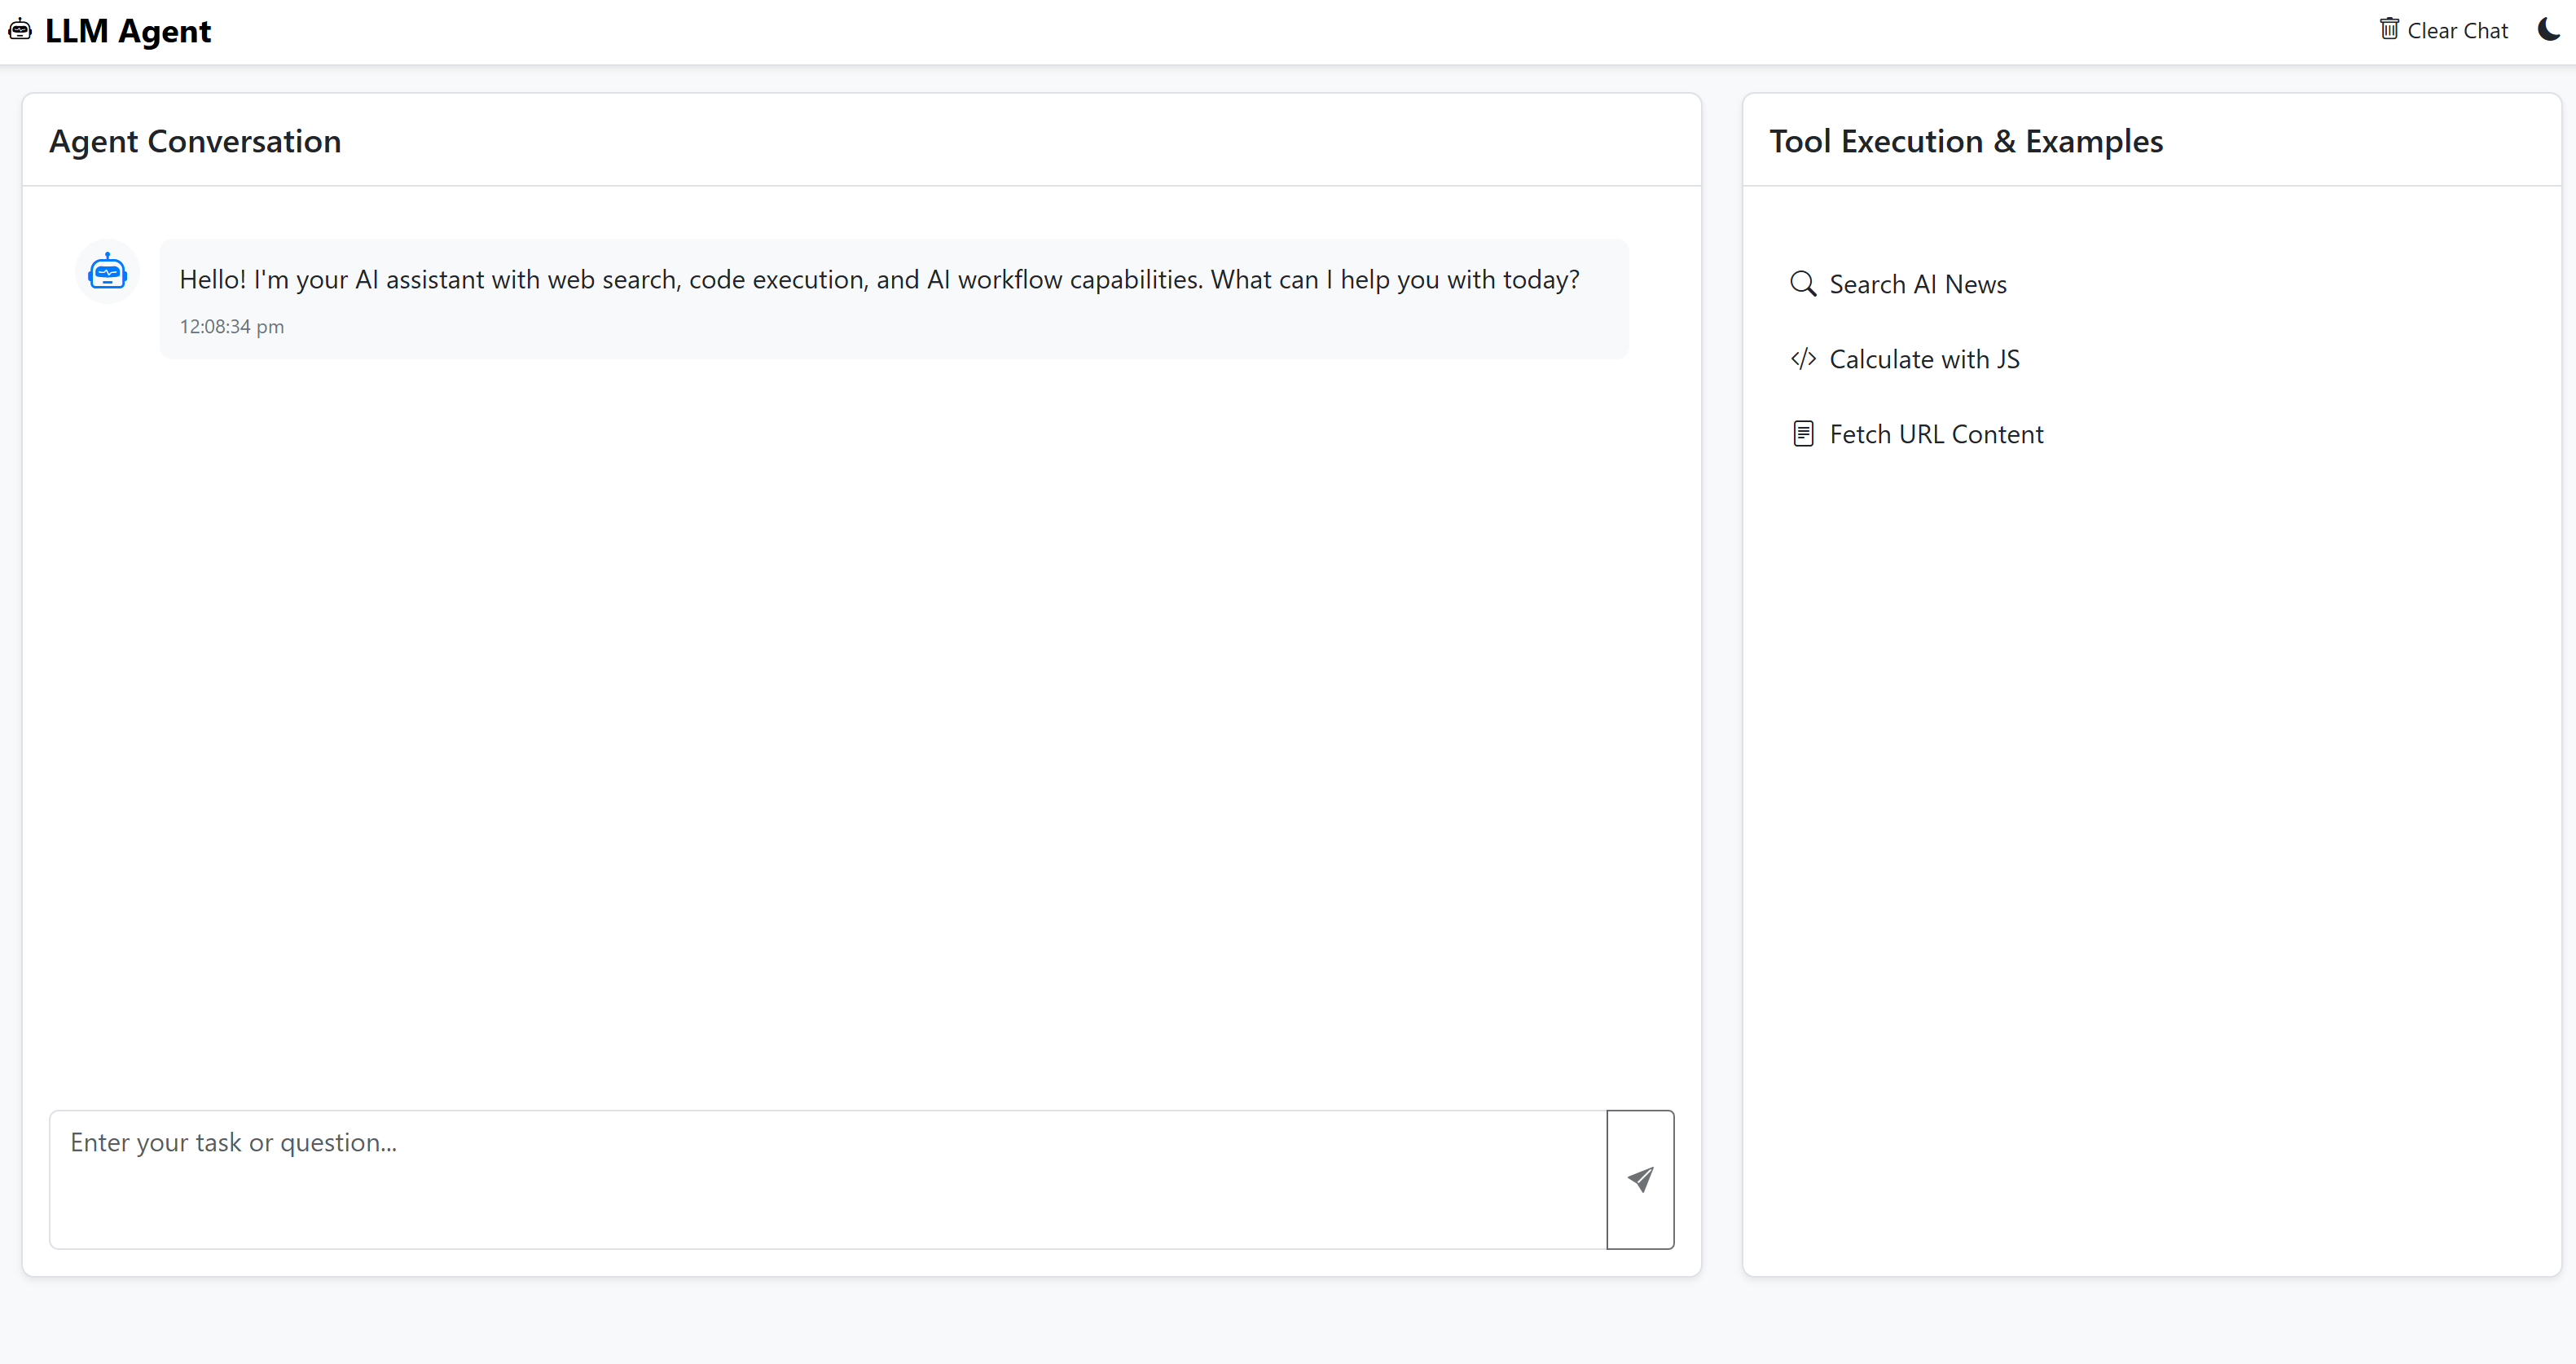 LLM Agent
Clear Chat
Agent Conversation
Hello! I'm your AI assistant with web search, code execution, and AI workflow capabilities. What can I help you with today?
12:08:34 pm
Enter your task or question...
Tool Execution & Examples
Search AI News
Calculate with JS
Fetch URL Content